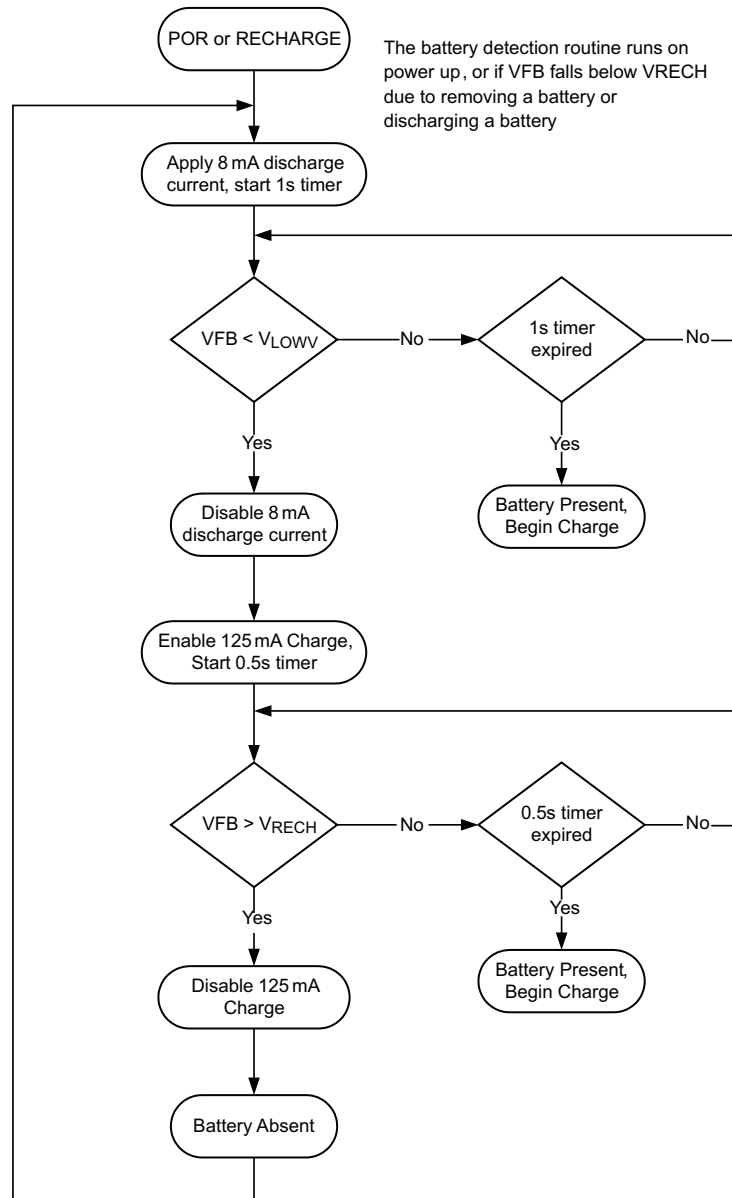 POR or RECHARGE
The battery detection routine runs on
power up, or if VFB falls below VRECH
due to removing a battery or
discharging a battery
Apply 8 mA discharge
current, start 1s timer
VFB < VLOWV
No
1s timer
expired
No
Yes
Yes
Disable 8 mA
discharge current
Battery Present,
Begin Charge
Enable 125 mA Charge,
Start 0.5s timer
VFB > VRECH
No
0.5s timer
expired
No
Yes
Yes
Disable 125 mA
Charge
Battery Present,
Begin Charge
Battery Absent